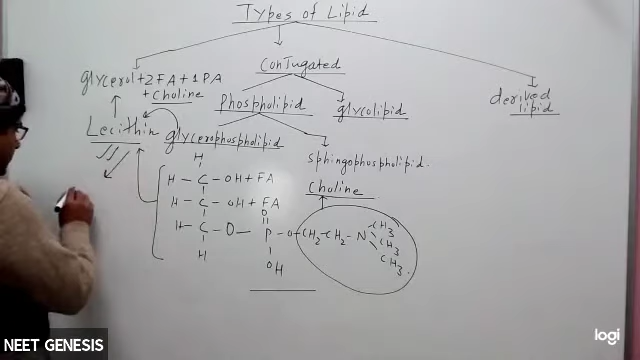 Types of Lipid
glycerol + 2 FA + 1 PA
+ choline
Conjugated
derived
lipid
phospholipid
glycolipid
Lecithin
glycerophospholipid
sphingophospholipid.
choline
H
H - C - OH + FA
H - C - OH + FA
O
H - C - O - P - O - CH2 - CH2 - N
CH3
CH3
CH3.
H
OH
NEET GENESIS
logi